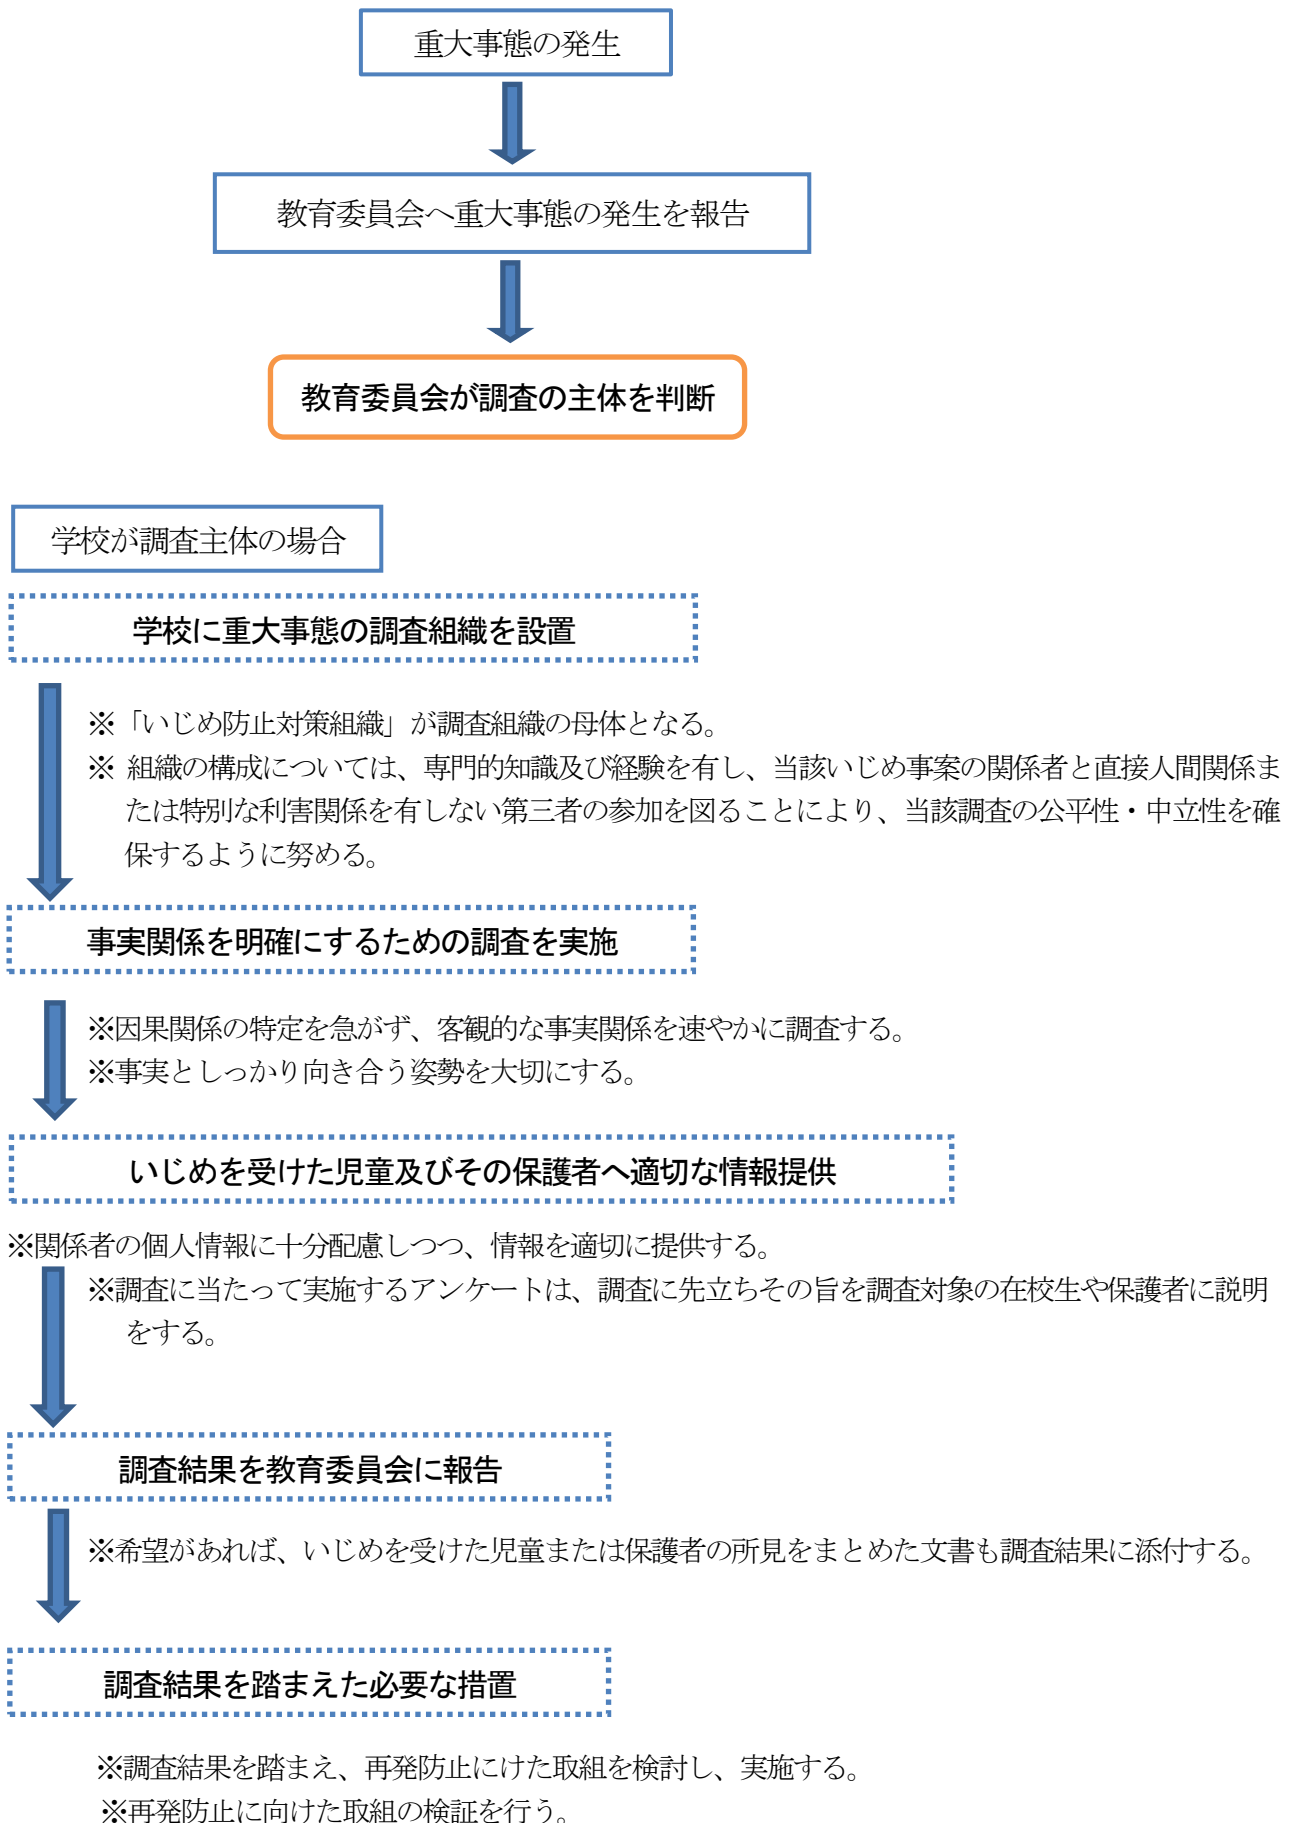 重大事態の発生
教育委員会へ重大事態の発生を報告
教育委員会が調査の主体を判断
学校が調査主体の場合
学校に重大事態の調査組織を設置
※「いじめ防止対策組織」が調査組織の母体となる。
※ 組織の構成については、専門的知識及び経験を有し、当該いじめ事案の関係者と直接人間関係ま
たは特別な利害関係を有しない第三者の参加を図ることにより、当該調査の公平性・中立性を確
保するように努める。
事実関係を明確にするための調査を実施
※因果関係の特定を急がず、客観的な事実関係を速やかに調査する。
※事実としっかり向き合う姿勢を大切にする。
いじめを受けた児童及びその保護者へ適切な情報提供
※関係者の個人情報に十分配慮しつつ、情報を適切に提供する。
※調査に当たって実施するアンケートは、調査に先立ちその旨を調査対象の在校生や保護者に説明
をする。
調査結果を教育委員会に報告
※希望があれば、いじめを受けた児童または保護者の所見をまとめた文書も調査結果に添付する。
調査結果を踏まえた必要な措置
※調査結果を踏まえ、再発防止にけた取組を検討し、実施する。
※再発防止に向けた取組の検証を行う。